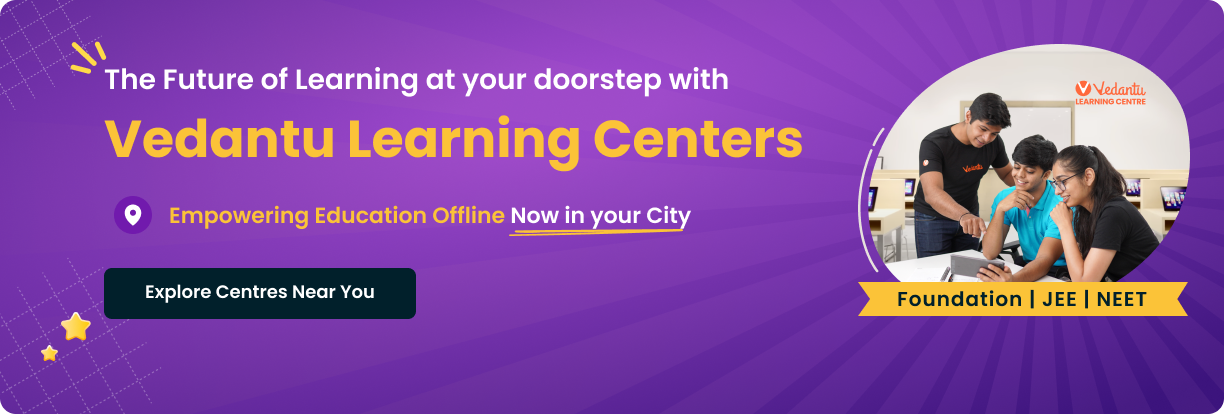 The Future of Learning at your doorstep with
Vedantu Learning Centers
Empowering Education Offline Now in your City
Explore Centres Near You
Vedantu
LEARNING CENTRE
Vedantu
Foundation | JEE | NEET